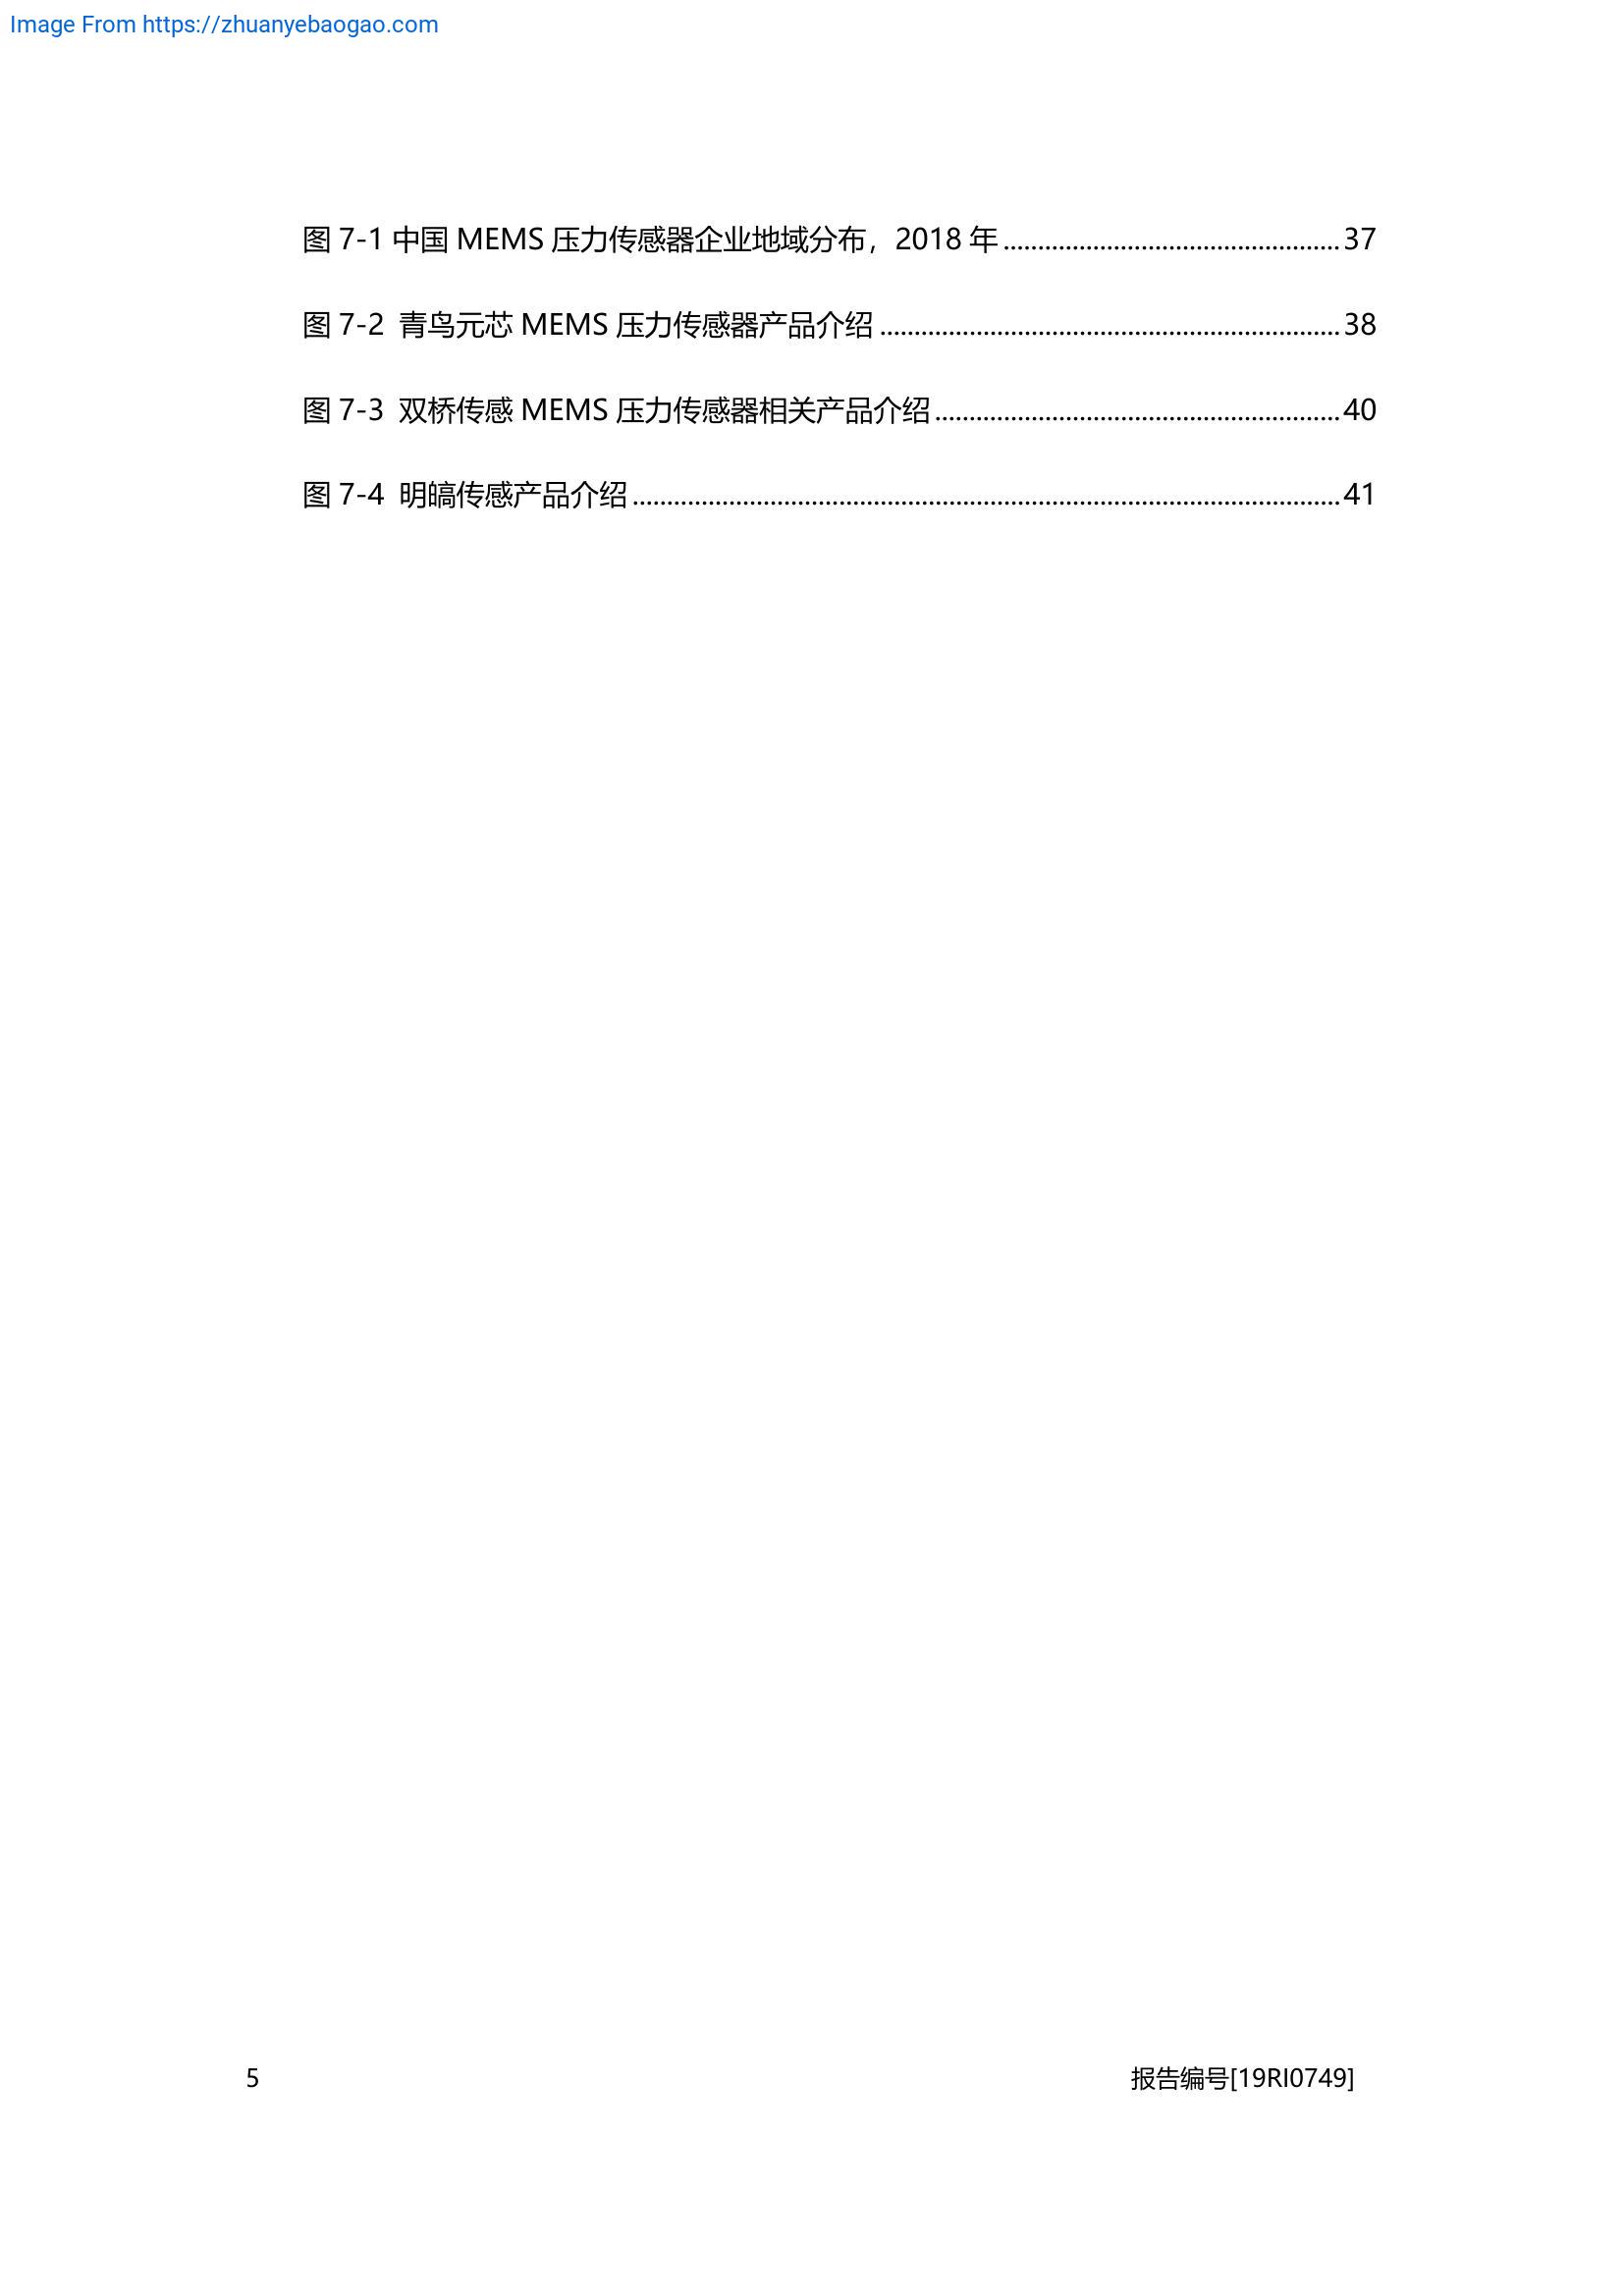 Image From https://zhuanyebaogao.com
图 7-1 中国 MEMS 压力传感器企业地域分布，2018 年 ................................................. 37
图 7-2 青鸟元芯 MEMS 压力传感器产品介绍 ................................................................... 38
图 7-3 双桥传感 MEMS 压力传感器相关产品介绍 ........................................................... 40
图 7-4 明皜传感产品介绍 ....................................................................................................... 41
5 报告编号[19RI0749]